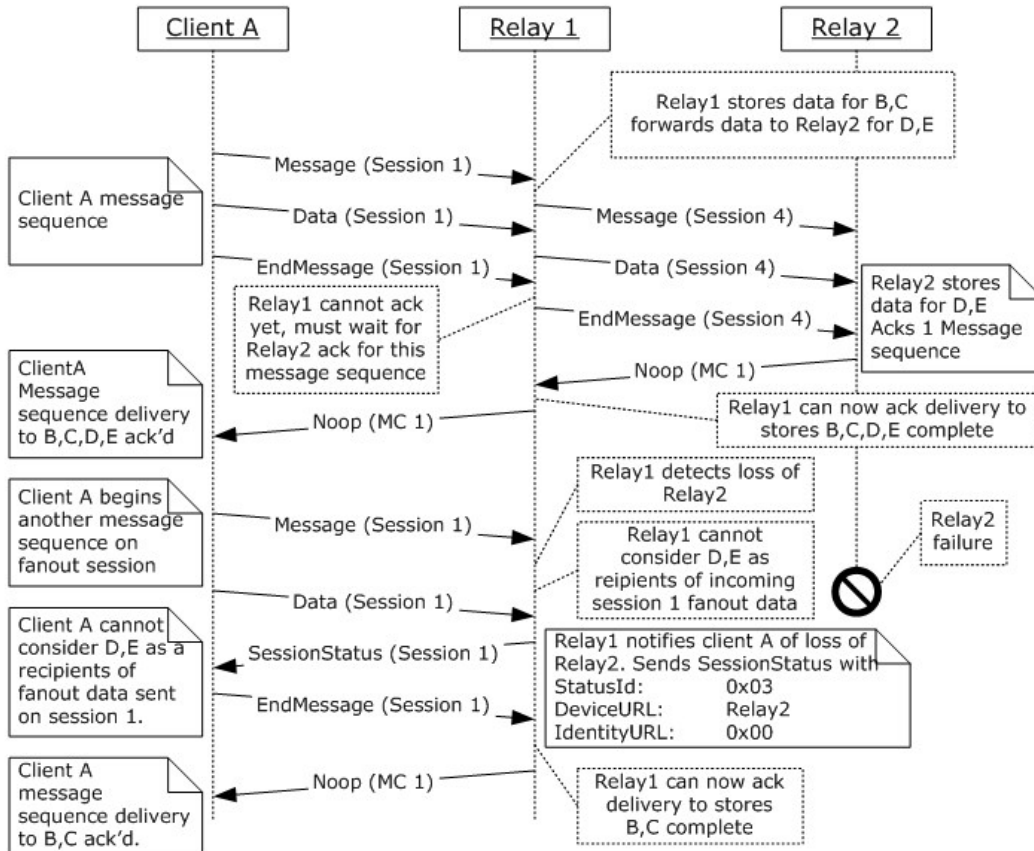 Client A
Relay 1
Relay 2
Relay1 stores data for B,C
forwards data to Relay2 for D,E
Message (Session 1)
Client A message
sequence
Data (Session 1)
Message (Session 4)
EndMessage (Session 1)
Data (Session 4)
Relay2 stores
data for D,E
Acks 1 Message
sequence
Relay1 cannot ack
yet, must wait for
Relay2 ack for this
message sequence
EndMessage (Session 4)
ClientA
Message
sequence delivery
to B,C,D,E ack’d
Noop (MC 1)
Noop (MC 1)
Relay1 can now ack delivery to
stores B,C,D,E complete
Relay1 detects loss of
Relay2
Client A begins
another message
sequence on
fanout session
Message (Session 1)
Relay1 cannot
consider D,E as
reipients of incoming
session 1 fanout data
Relay2
failure
Data (Session 1)
Client A cannot
consider D,E as a
recipients of
fanout data sent
on session 1.
SessionStatus (Session 1)
Relay1 notifies client A of loss of
Relay2. Sends SessionStatus with
StatusId: 0x03
DeviceURL: Relay2
IdentityURL: 0x00
EndMessage (Session 1)
Client A
message
sequence delivery
to B,C ack’d.
Noop (MC 1)
Relay1 can now ack
delivery to stores
B,C complete